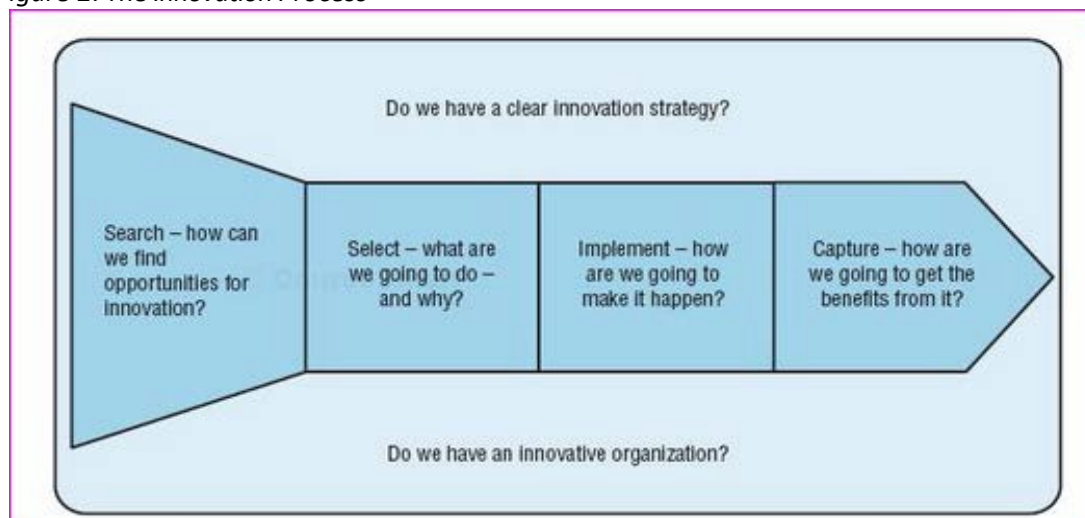 igure 2: The Innovation Process
Do we have a clear innovation strategy?
Search – how can
we find
opportunities for
innovation?
Select – what are
we going to do –
and why?
Implement – how
are we going to
make it happen?
Capture – how are
we going to get the
benefits from it?
Do we have an innovative organization?